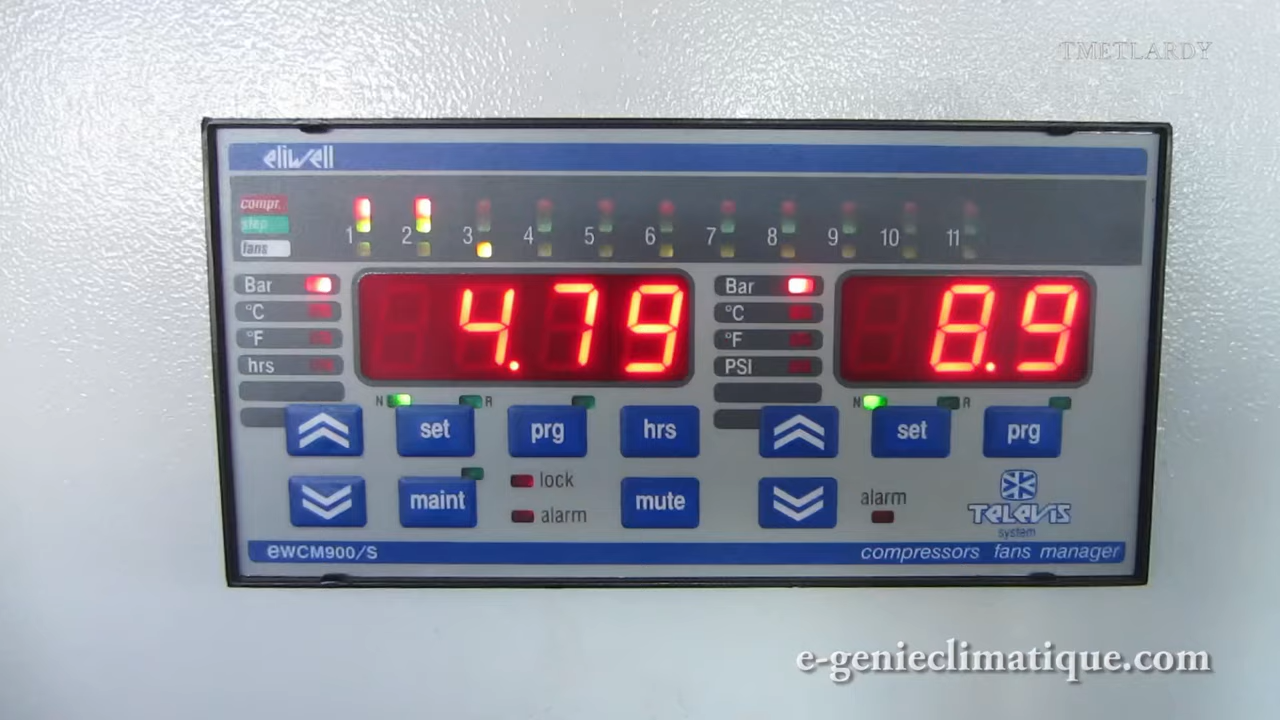 TMETLARDY
eliwell
compr.
step
fans
1 2 3 4 5 6 7 8 9 10 11
Bar
°C
°F
hrs
4.79
Bar
°C
°F
PSI
8.9
N R
set prg hrs
N R
set prg
maint
lock
alarm
mute
alarm
TELEVIS
system
EWCM900/S
compressors fans manager
e-genieclimatique.com